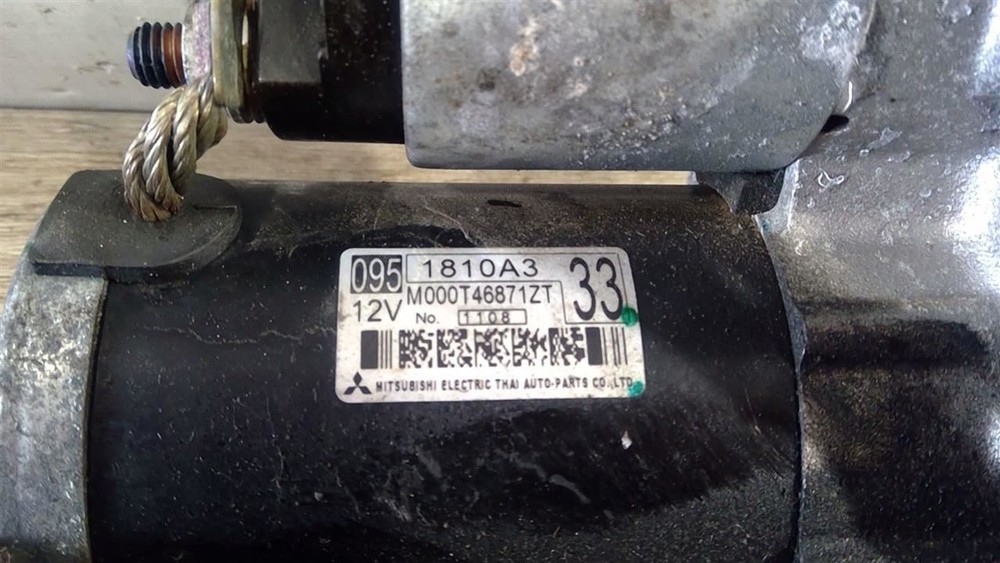 095 1810A3 33
12V M000T46871ZT
No. 1108
MITSUBISHI ELECTRIC THAI AUTO-PARTS CO.,LTD.